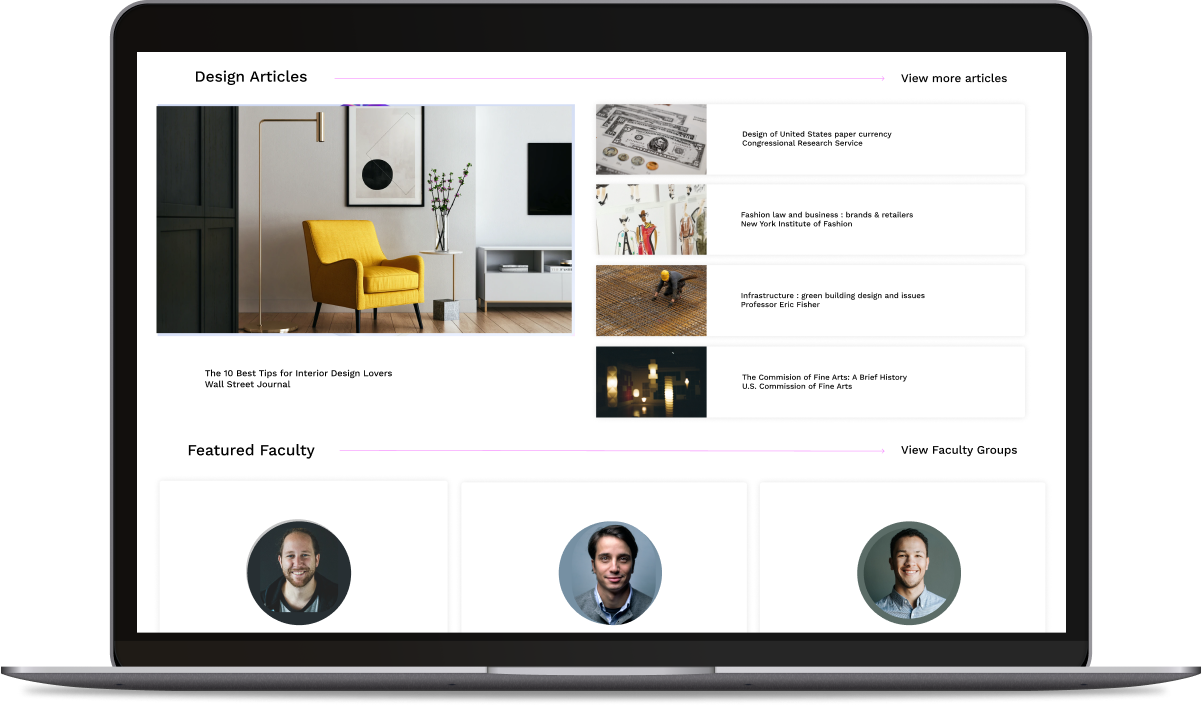 Design Articles
View more articles
The 10 Best Tips for Interior Design Lovers
Wall Street Journal
Design of United States paper currency
Congressional Research Service
Fashion law and business : brands & retailers
New York Institute of Fashion
Infrastructure : green building design and issues
Professor Eric Fisher
The Commision of Fine Arts: A Brief History
U.S. Commission of Fine Arts
Featured Faculty
View Faculty Groups